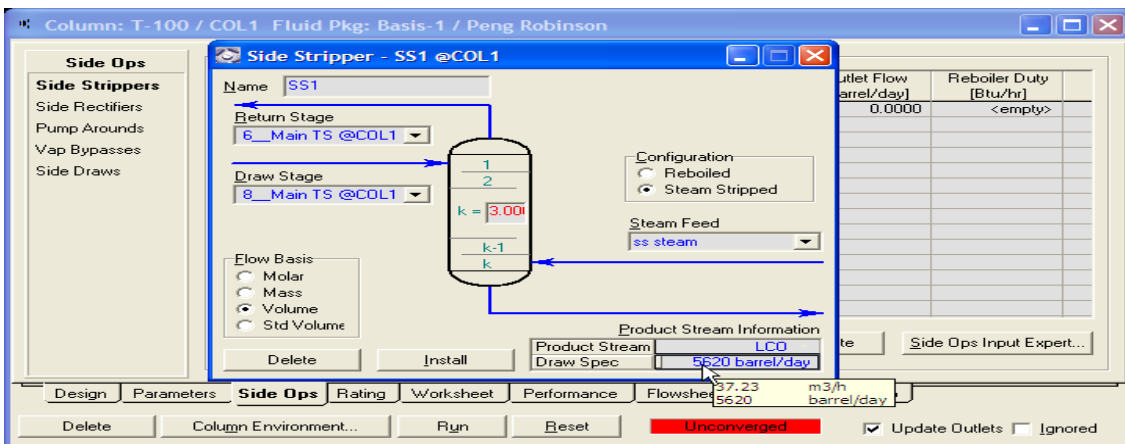 Column: T-100 / COL1 Fluid Pkg: Basis-1 / Peng Robinson
Side Ops
Side Strippers
Side Rectifiers
Pump Arounds
Vap Bypasses
Side Draws
Side Stripper - SS1 @COL1
Name SS1
Return Stage
6__Main TS @COL1
Draw Stage
8__Main TS @COL1
1
2
k = 3.00
k-1
k
Configuration
Reboiled
Steam Stripped
Steam Feed
ss steam
Flow Basis
Molar
Mass
Volume
Std Volume
Product Stream Information
Product Stream LCO
Draw Spec 5620 barrel/day
Delete Install
37.23 m3/h
5620 barrel/day
Flow Reboiler Duty
[Btu/hr]
0.0000 <empty>
Side Ops Input Expert...
Design Parameters Side Ops Rating Worksheet Performance
Delete Column Environment... Run Reset Unconverged Update Outlets Ignored